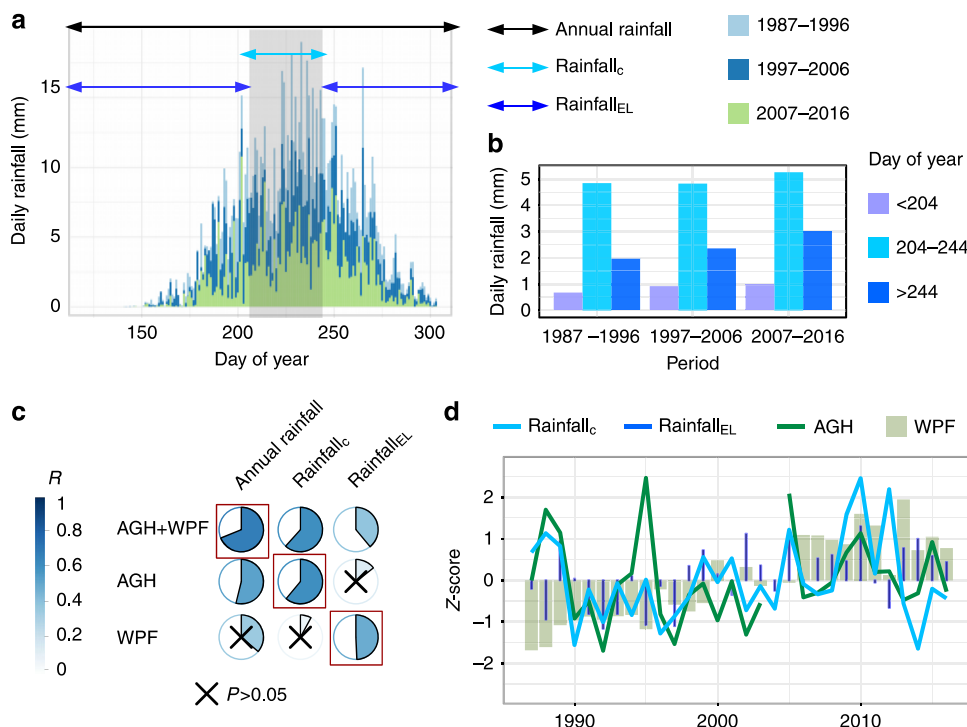 a
Annual rainfall
Rainfallc
RainfallEL
1987–1996
1997–2006
2007–2016
Daily rainfall (mm)
15
10
5
0
150
200
250
300
Day of year
b
Daily rainfall (mm)
5
4
3
2
1
0
1987 –1996
1997–2006
2007–2016
Period
Day of year
<204
204–244
>244
c
R
1
0.8
0.6
0.4
0.2
0
Annual rainfall
Rainfallc
RainfallEL
AGH+WPF
AGH
WPF
P>0.05
d
Rainfallc
RainfallEL
AGH
WPF
Z-score
2
1
0
−1
−2
1990
2000
2010